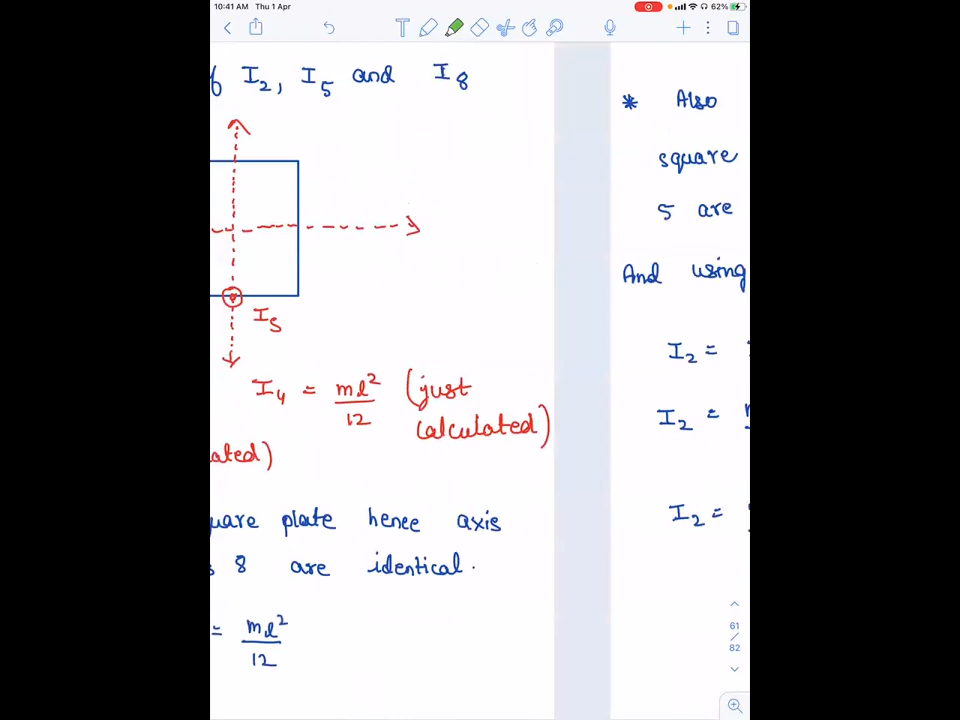 10:41 AM Thu 1 Apr
62%
of I2, I5 and I8
I5
I4 = ml²/12 (just
calculated)
ated)
uare plate hence axis
s 8 are identical.
= ml²/12
* Also
square
5 are
And using
I2 =
I2 =
I2 =
61
/
82